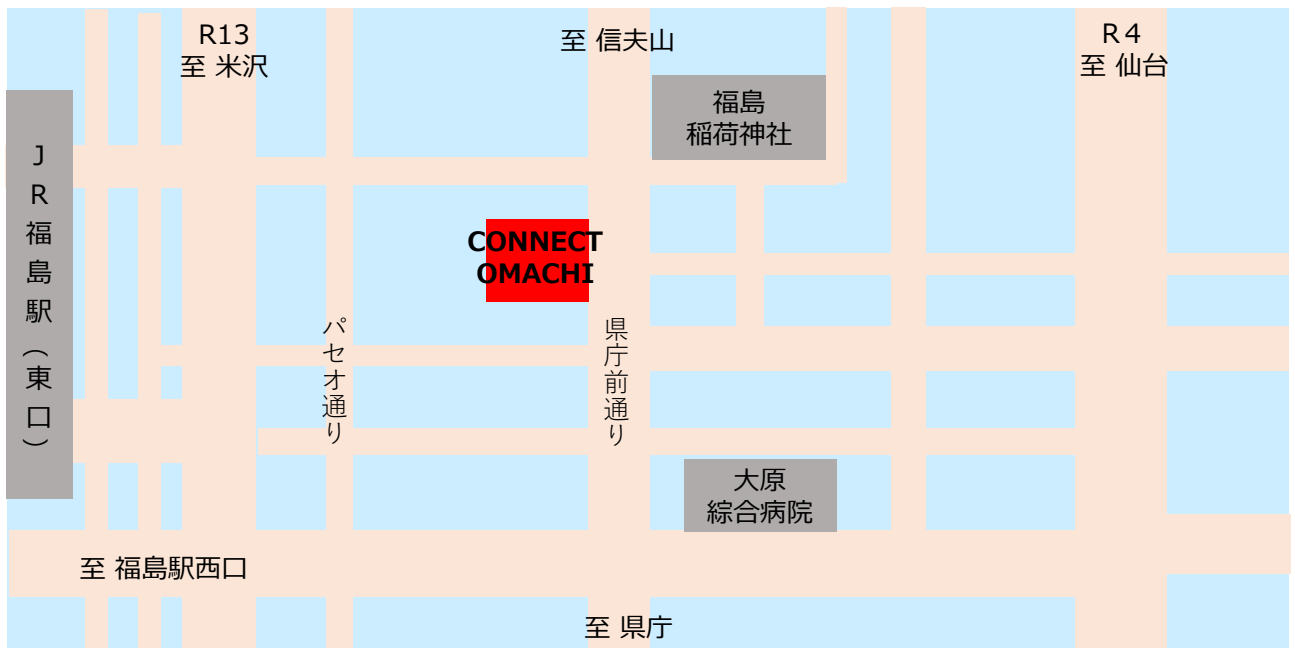 R13
至 米沢
至 信夫山
R４
至 仙台
福島
稲荷神社
ＪＲ福島駅（東口）
CONNECT
OMACHI
パセオ通り
県庁前通り
大原
綜合病院
至 福島駅西口
至 県庁